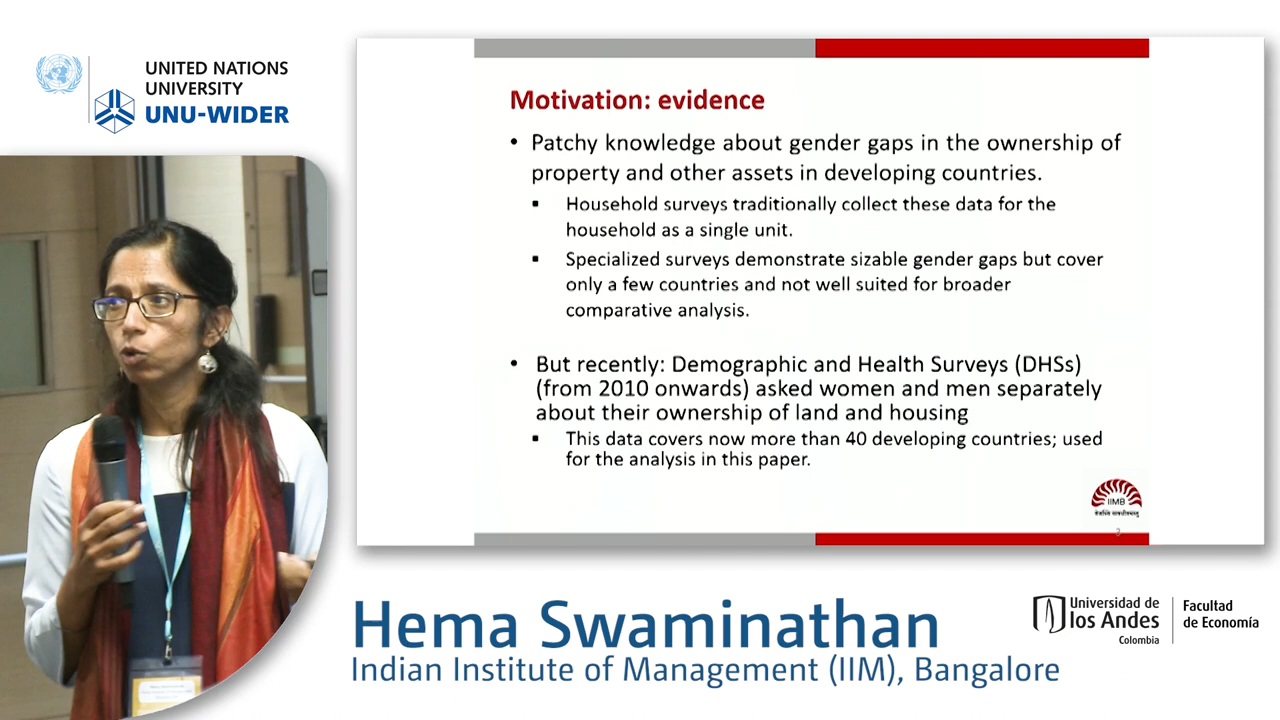 UNITED NATIONS
UNIVERSITY
UNU-WIDER
Motivation: evidence
• Patchy knowledge about gender gaps in the ownership of
property and other assets in developing countries.
▪ Household surveys traditionally collect these data for the
household as a single unit.
▪ Specialized surveys demonstrate sizable gender gaps but cover
only a few countries and not well suited for broader
comparative analysis.
• But recently: Demographic and Health Surveys (DHSs)
(from 2010 onwards) asked women and men separately
about their ownership of land and housing
▪ This data covers now more than 40 developing countries; used
for the analysis in this paper.
IIMB
3
Hema Swaminathan
Indian Institute of Management (IIM), Bangalore
Universidad de
los Andes
Colombia
Facultad
de Economía